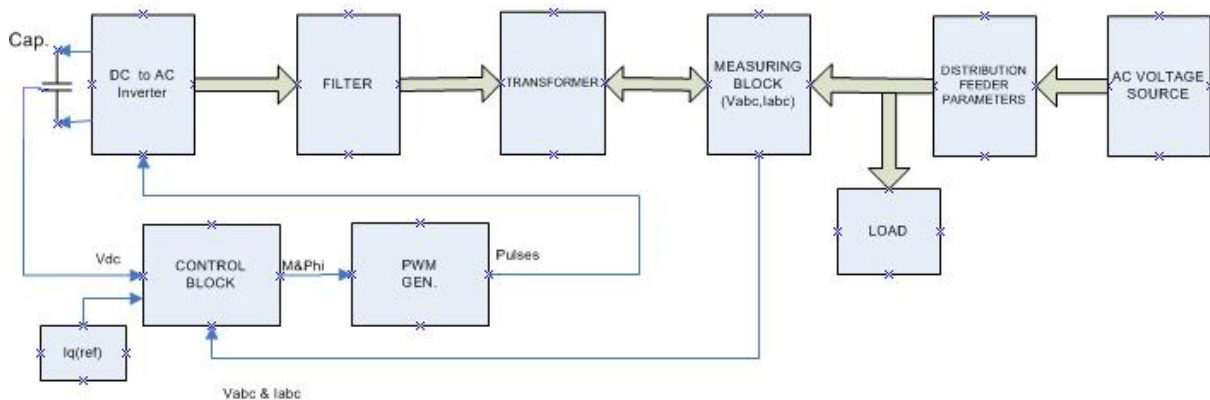 Cap.
DC to AC
Inverter
FILTER
TRANSFORMER
MEASURING
BLOCK
(Vabc,Iabc)
DISTRIBUTION
FEEDER
PARAMETERS
AC VOLTAGE
SOURCE
LOAD
Vdc
CONTROL
BLOCK
M&Phi
PWM
GEN.
Pulses
Iq(ref)
Vabc & Iabc